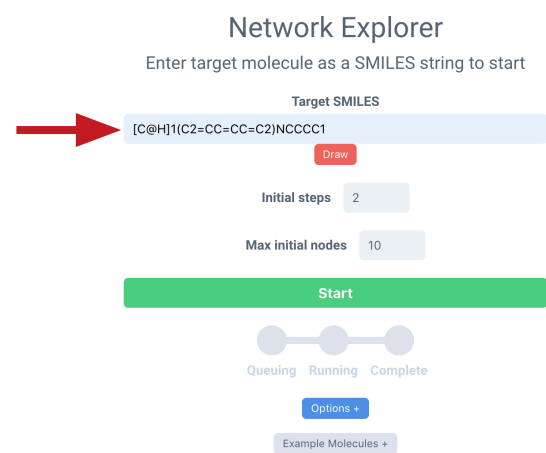 Network Explorer
Enter target molecule as a SMILES string to start
Target SMILES
[C@H]1(C2=CC=CC=C2)NCCCC1
Draw
Initial steps 2
Max initial nodes 10
Start
Queuing Running Complete
Options +
Example Molecules +